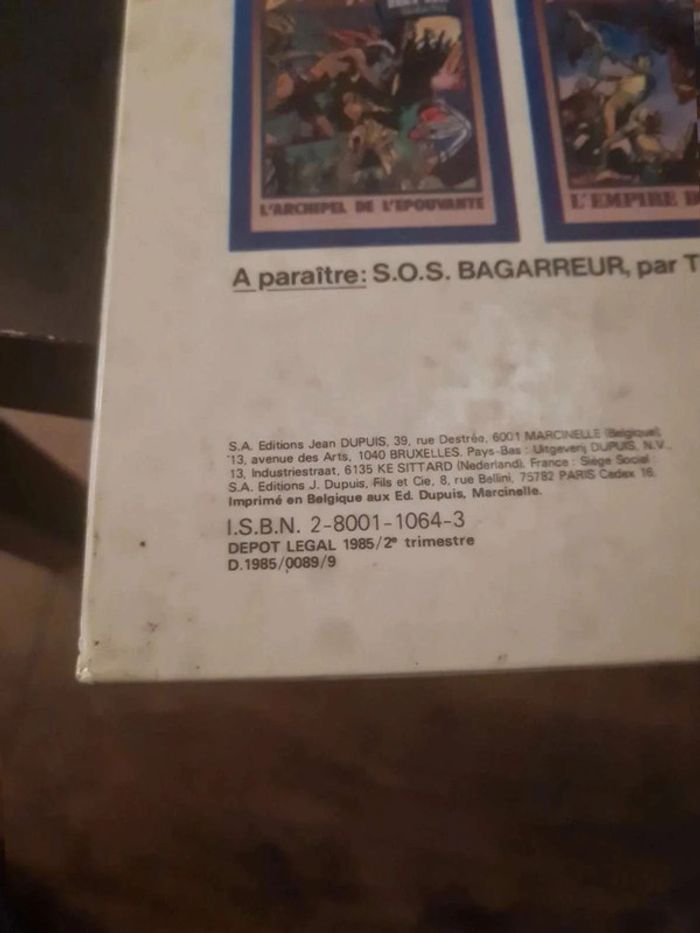 L'ARCHIPEL DE L'EPOUVANTE
L'EMPIRE D
A paraître: S.O.S. BAGARREUR, par T
S.A. Editions Jean DUPUIS, 39, rue Destrée, 6001 MARCINELLE (Belgique),
13, avenue des Arts, 1040 BRUXELLES. Pays-Bas : Uitgeverij DUPUIS, N.V.,
13, Industriestraat, 6135 KE SITTARD (Nederland). France : Siège Social
S.A. Editions J. Dupuis, Fils et Cie, 8, rue Bellini, 75782 PARIS Cedex 16.
Imprimé en Belgique aux Ed. Dupuis, Marcinelle.
I.S.B.N. 2-8001-1064-3
DEPOT LEGAL 1985/2e trimestre
D.1985/0089/9